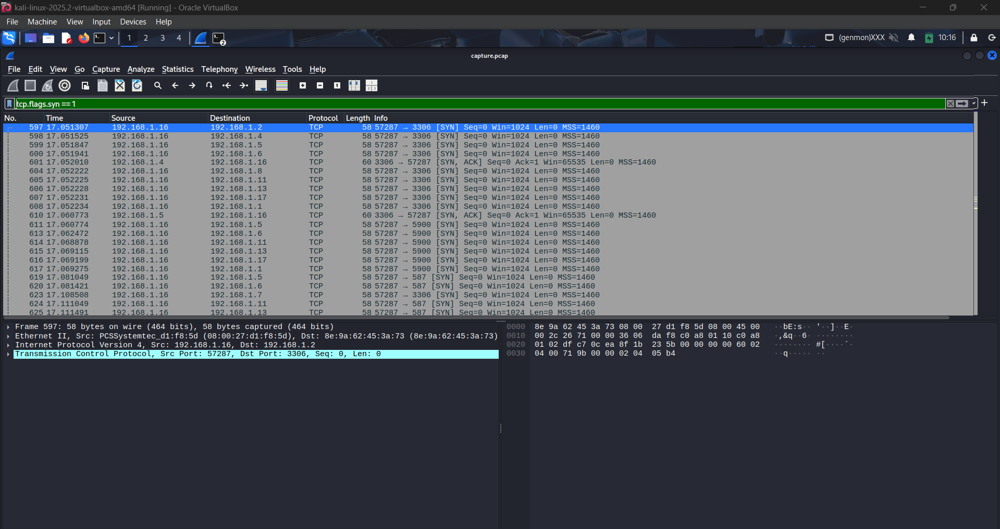 kali-linux-2025.2-virtualbox-amd64 [Running] - Oracle VirtualBox
File Machine View Input Devices Help
1 2 3 4 2 (genmon)XXX 10:16
capture.pcap
File Edit View Go Capture Analyze Statistics Telephony Wireless Tools Help
tcp.flags.syn == 1
No. Time Source Destination Protocol Length Info
597 17.051307 192.168.1.16 192.168.1.2 TCP 58 57287 → 3306 [SYN] Seq=0 Win=1024 Len=0 MSS=1460
598 17.051525 192.168.1.16 192.168.1.4 TCP 58 57287 → 3306 [SYN] Seq=0 Win=1024 Len=0 MSS=1460
599 17.051847 192.168.1.16 192.168.1.5 TCP 58 57287 → 3306 [SYN] Seq=0 Win=1024 Len=0 MSS=1460
600 17.051941 192.168.1.16 192.168.1.6 TCP 58 57287 → 3306 [SYN] Seq=0 Win=1024 Len=0 MSS=1460
601 17.052010 192.168.1.4 192.168.1.16 TCP 60 3306 → 57287 [SYN, ACK] Seq=0 Ack=1 Win=65535 Len=0 MSS=1460
604 17.052222 192.168.1.16 192.168.1.8 TCP 58 57287 → 3306 [SYN] Seq=0 Win=1024 Len=0 MSS=1460
605 17.052225 192.168.1.16 192.168.1.11 TCP 58 57287 → 3306 [SYN] Seq=0 Win=1024 Len=0 MSS=1460
606 17.052228 192.168.1.16 192.168.1.13 TCP 58 57287 → 3306 [SYN] Seq=0 Win=1024 Len=0 MSS=1460
607 17.052231 192.168.1.16 192.168.1.17 TCP 58 57287 → 3306 [SYN] Seq=0 Win=1024 Len=0 MSS=1460
608 17.052234 192.168.1.16 192.168.1.1 TCP 58 57287 → 3306 [SYN] Seq=0 Win=1024 Len=0 MSS=1460
610 17.060773 192.168.1.5 192.168.1.16 TCP 60 3306 → 57287 [SYN, ACK] Seq=0 Ack=1 Win=65535 Len=0 MSS=1460
611 17.060774 192.168.1.16 192.168.1.5 TCP 58 57287 → 5900 [SYN] Seq=0 Win=1024 Len=0 MSS=1460
613 17.062472 192.168.1.16 192.168.1.6 TCP 58 57287 → 5900 [SYN] Seq=0 Win=1024 Len=0 MSS=1460
614 17.068878 192.168.1.16 192.168.1.11 TCP 58 57287 → 5900 [SYN] Seq=0 Win=1024 Len=0 MSS=1460
615 17.069115 192.168.1.16 192.168.1.13 TCP 58 57287 → 5900 [SYN] Seq=0 Win=1024 Len=0 MSS=1460
616 17.069199 192.168.1.16 192.168.1.17 TCP 58 57287 → 5900 [SYN] Seq=0 Win=1024 Len=0 MSS=1460
617 17.069275 192.168.1.16 192.168.1.1 TCP 58 57287 → 5900 [SYN] Seq=0 Win=1024 Len=0 MSS=1460
619 17.081049 192.168.1.16 192.168.1.5 TCP 58 57287 → 587 [SYN] Seq=0 Win=1024 Len=0 MSS=1460
620 17.081421 192.168.1.16 192.168.1.6 TCP 58 57287 → 587 [SYN] Seq=0 Win=1024 Len=0 MSS=1460
623 17.108508 192.168.1.16 192.168.1.7 TCP 58 57287 → 3306 [SYN] Seq=0 Win=1024 Len=0 MSS=1460
624 17.111049 192.168.1.16 192.168.1.11 TCP 58 57287 → 587 [SYN] Seq=0 Win=1024 Len=0 MSS=1460
625 17.111491 192.168.1.16 192.168.1.13 TCP 58 57287 → 587 [SYN] Seq=0 Win=1024 Len=0 MSS=1460
Frame 597: 58 bytes on wire (464 bits), 58 bytes captured (464 bits)
Ethernet II, Src: PCSSystemtec_d1:f8:5d (08:00:27:d1:f8:5d), Dst: 8e:9a:62:45:3a:73 (8e:9a:62:45:3a:73)
Internet Protocol Version 4, Src: 192.168.1.16, Dst: 192.168.1.2
Transmission Control Protocol, Src Port: 57287, Dst Port: 3306, Seq: 0, Len: 0
0000 8e 9a 62 45 3a 73 08 00 27 d1 f8 5d 08 00 45 00 ··bE:s·· '··]··E·
0010 00 2c 26 71 00 00 36 06 da f8 c0 a8 01 10 c0 a8 ·,&q··6· ········
0020 01 02 df c7 0c ea 8f 1b 23 5b 00 00 00 00 60 02 ········ #[····`·
0030 04 00 71 9b 00 00 02 04 05 b4 ··q····· ··